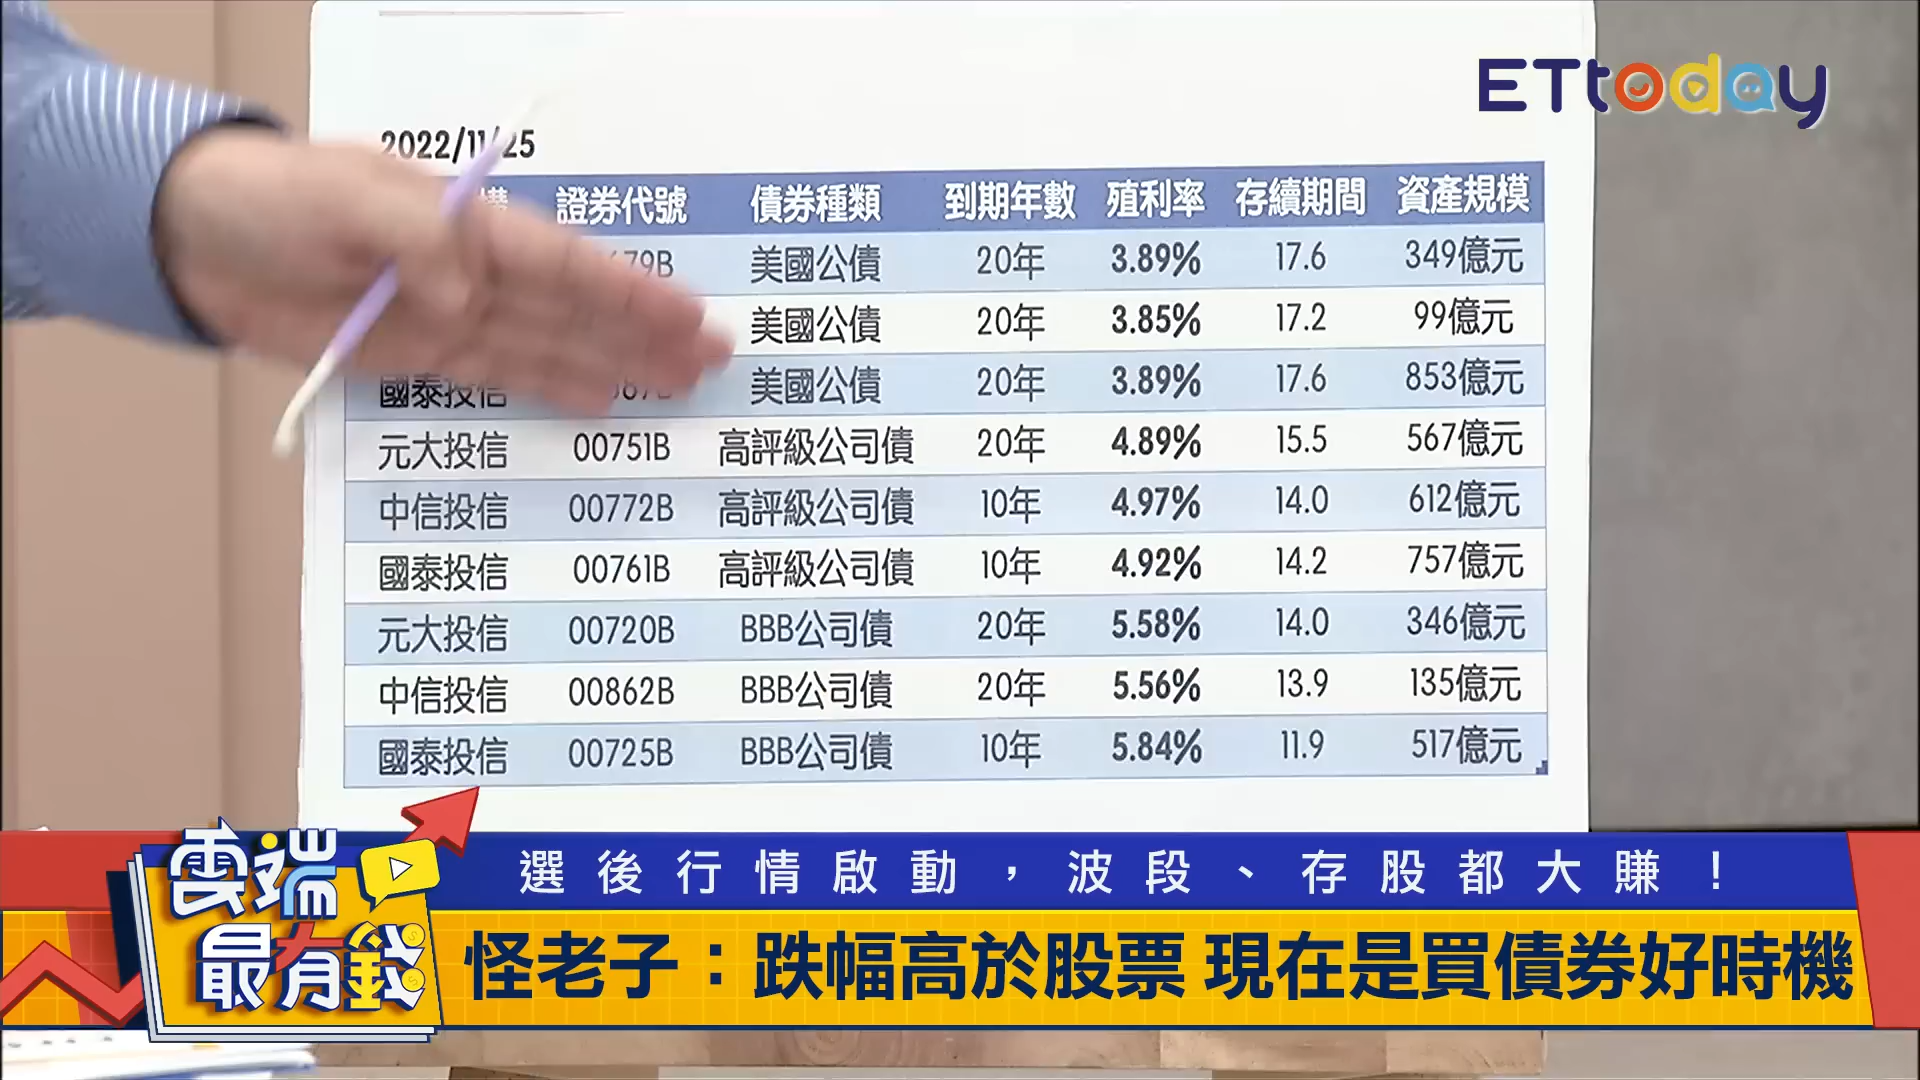 ETtoday
2022/11/25
證券代號 債券種類 到期年數 殖利率 存續期間 資產規模
79B 美國公債 20年 3.89% 17.6 349億元
美國公債 20年 3.85% 17.2 99億元
國泰投信 美國公債 20年 3.89% 17.6 853億元
元大投信 00751B 高評級公司債 20年 4.89% 15.5 567億元
中信投信 00772B 高評級公司債 10年 4.97% 14.0 612億元
國泰投信 00761B 高評級公司債 10年 4.92% 14.2 757億元
元大投信 00720B BBB公司債 20年 5.58% 14.0 346億元
中信投信 00862B BBB公司債 20年 5.56% 13.9 135億元
國泰投信 00725B BBB公司債 10年 5.84% 11.9 517億元
雲端
最有錢
選後行情啟動，波段、存股都大賺！
怪老子：跌幅高於股票 現在是買債券好時機